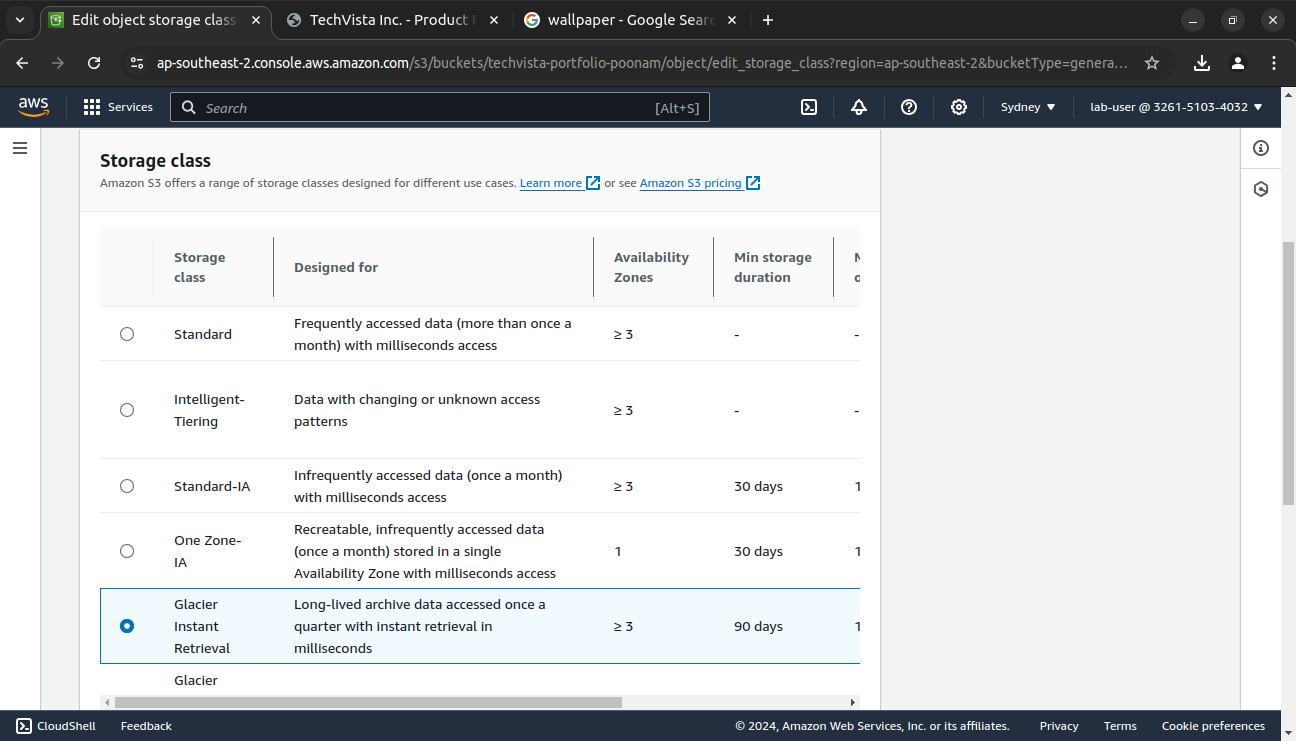 Edit object storage class
TechVista Inc. - Product
wallpaper - Google Searc
ap-southeast-2.console.aws.amazon.com/s3/buckets/techvista-portfolio-poonam/object/edit_storage_class?region=ap-southeast-2&bucketType=genera...
aws
Services
Search
[Alt+S]
Sydney
lab-user @ 3261-5103-4032
Storage class
Amazon S3 offers a range of storage classes designed for different use cases. Learn more or see Amazon S3 pricing
Storage class
Designed for
Availability Zones
Min storage duration
Standard
Frequently accessed data (more than once a
month) with milliseconds access
≥ 3
-
-
Intelligent-
Tiering
Data with changing or unknown access
patterns
≥ 3
-
-
Standard-IA
Infrequently accessed data (once a month)
with milliseconds access
≥ 3
30 days
1
One Zone-
IA
Recreatable, infrequently accessed data
(once a month) stored in a single
Availability Zone with milliseconds access
1
30 days
1
Glacier
Instant
Retrieval
Long-lived archive data accessed once a
quarter with instant retrieval in
milliseconds
≥ 3
90 days
1
Glacier
CloudShell
Feedback
© 2024, Amazon Web Services, Inc. or its affiliates.
Privacy
Terms
Cookie preferences